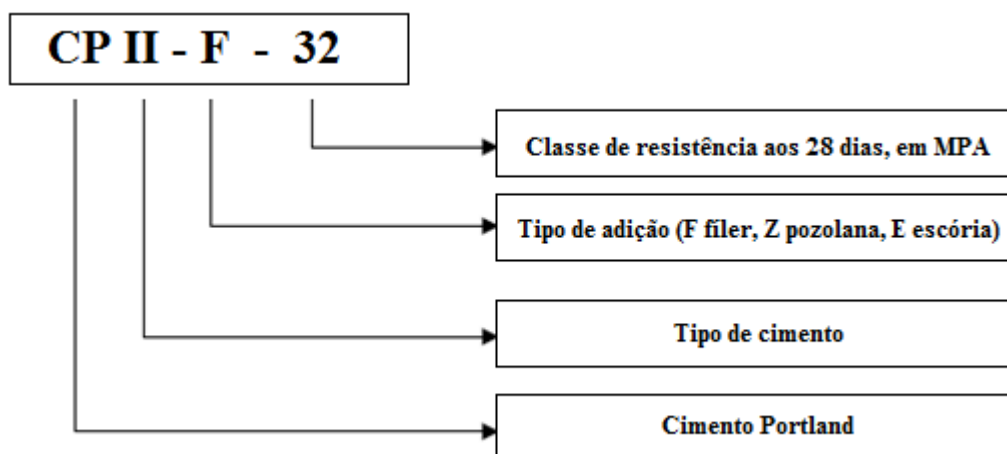 CP II - F - 32
Classe de resistência aos 28 dias, em MPA
Tipo de adição (F fíler, Z pozolana, E escória)
Tipo de cimento
Cimento Portland